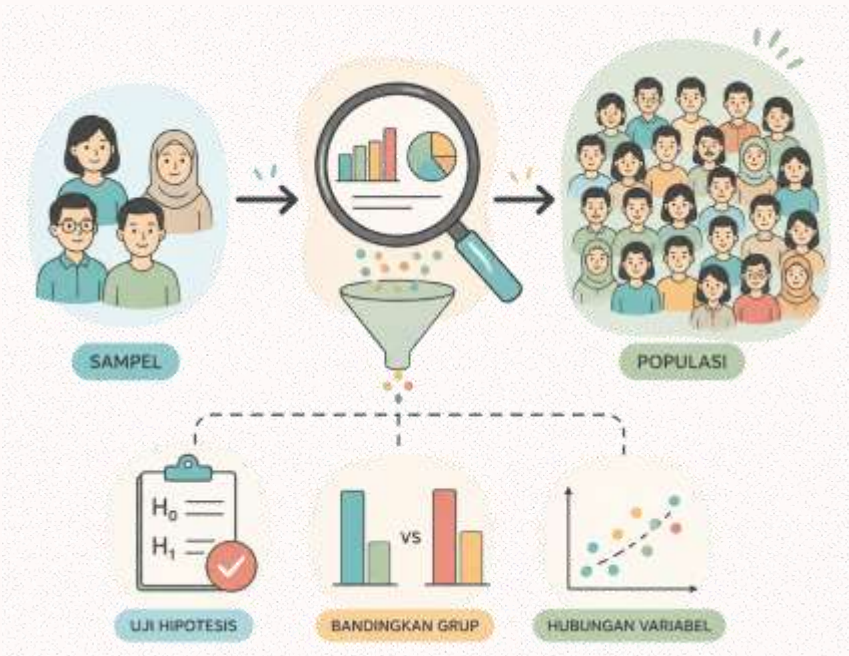 SAMPEL
POPULASI
H₀
H₁
VS
UJI HIPOTESIS
BANDINGKAN GRUP
HUBUNGAN VARIABEL